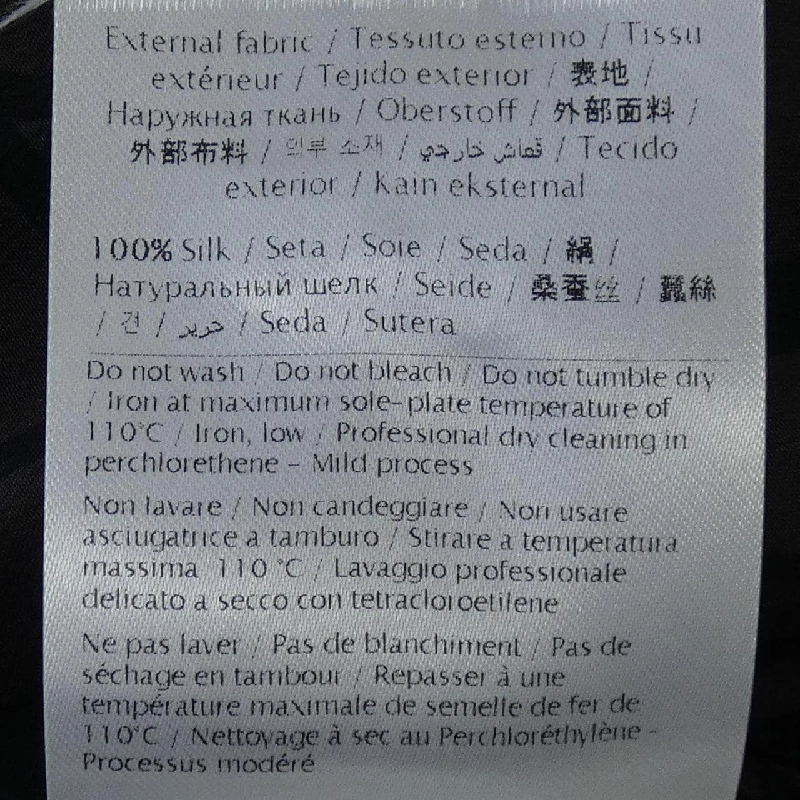 External fabric / Tessuto esterno / Tissu
extérieur / Tejido exterior / 表地 /
Наружная ткань / Oberstoff / 外部面料 /
外部布料 / 외부 소재 / قماش خارجي / Tecido
exterior / Kain eksternal
100% Silk / Seta / Soie / Seda / 絹 /
Натуральный шелк / Seide / 桑蚕丝 / 蠶絲
/ 견 / حرير / Seda / Sutera
Do not wash / Do not bleach / Do not tumble dry
/ Iron at maximum sole-plate temperature of
110°C / Iron, low / Professional dry cleaning in
perchlorethene - Mild process
Non lavare / Non candeggiare / Non usare
asciugatrice a tamburo / Stirare a temperatura
massima 110 °C / Lavaggio professionale
delicato a secco con tetracloroetilene
Ne pas laver / Pas de blanchiment / Pas de
séchage en tambour / Repasser à une
température maximale de semelle de fer de
110°C / Nettoyage à sec au Perchloréthylène -
Processus modéré